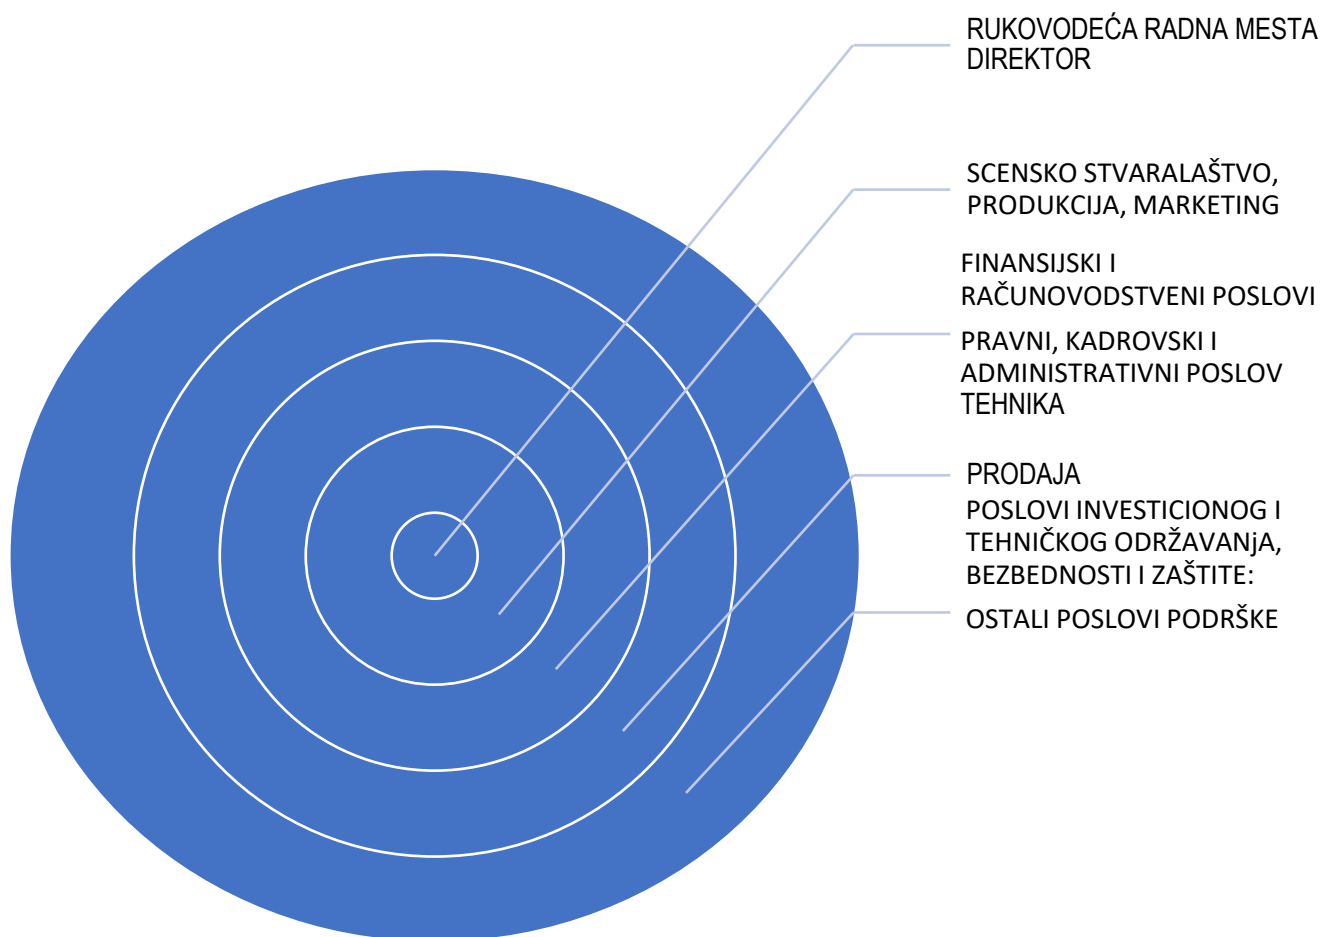 RUKOVODEĆA RADNA MESTA
DIREKTOR
SCENSKO STVARALAŠTVO,
PRODUKCIJA, MARKETING
FINANSIJSKI I
RAČUNOVODSTVENI POSLOVI
PRAVNI, KADROVSKI I
ADMINISTRATIVNI POSLOV
TEHNIKA
PRODAJA
POSLOVI INVESTICIONOG I
TEHNIČKOG ODRŽAVANjA,
BEZBEDNOSTI I ZAŠTITE:
OSTALI POSLOVI PODRŠKE